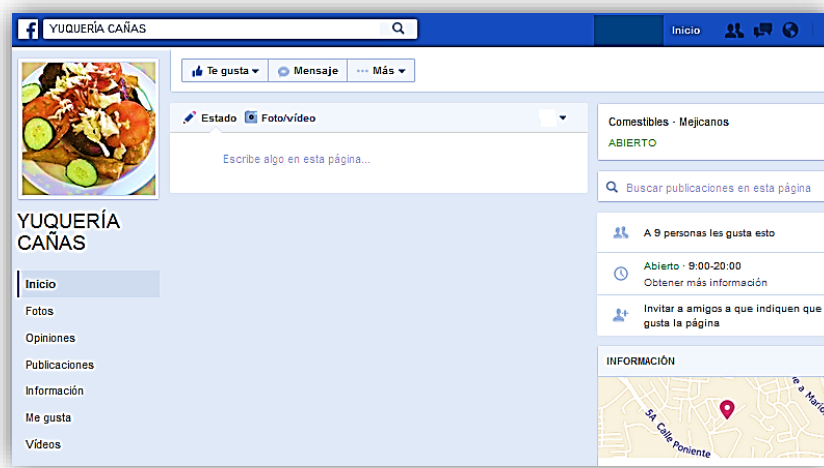 f YUQUERÍA CAÑAS
Inicio
Te gusta Mensaje ··· Más
Estado Foto/vídeo
Escribe algo en esta página...
YUQUERÍA
CAÑAS
Inicio
Fotos
Opiniones
Publicaciones
Información
Me gusta
Vídeos
Comestibles · Mejicanos
ABIERTO
Buscar publicaciones en esta página
A 9 personas les gusta esto
Abierto · 9:00-20:00
Obtener más información
Invitar a amigos a que indiquen que
gusta la página
INFORMACIÓN
5A Calle Poniente